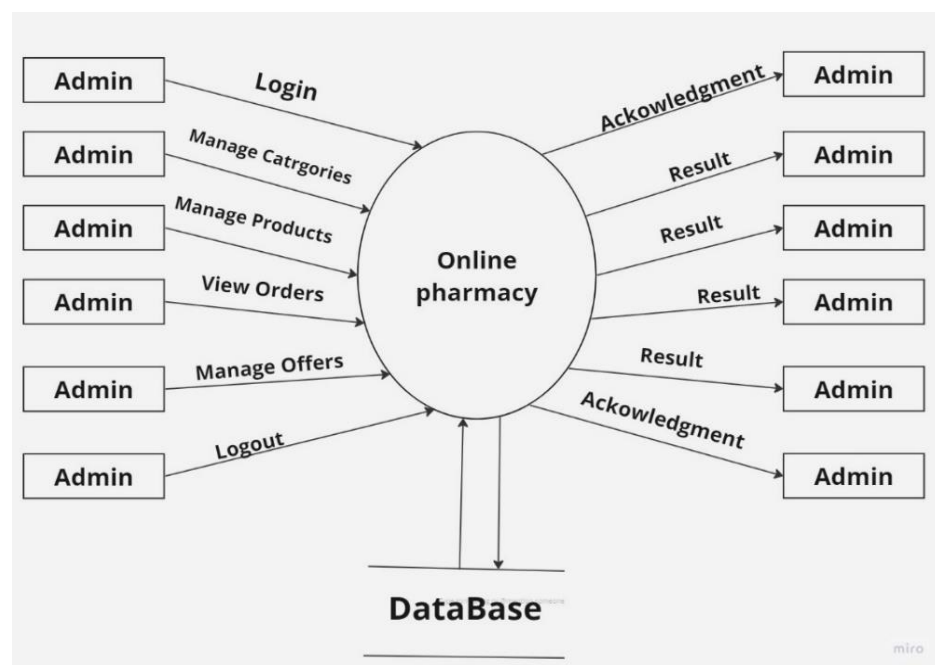 Admin
Login
Ackowledgment
Admin
Admin
Manage Catrgories
Result
Admin
Admin
Manage Products
Result
Admin
Admin
View Orders
Result
Admin
Admin
Manage Offers
Result
Admin
Admin
Logout
Ackowledgment
Admin
Online
pharmacy
DataBase
miro